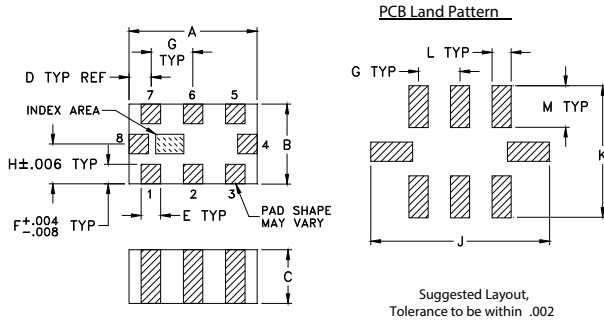 PCB Land Pattern
A
G
TYP
L TYP
D TYP REF
G TYP
7
6
5
INDEX AREA
M TYP
8
4
B
K
H±.006 TYP
1
2
3
F+.004
-.008 TYP
E TYP
PAD SHAPE
MAY VARY
J
C
Suggested Layout,
Tolerance to be within .002